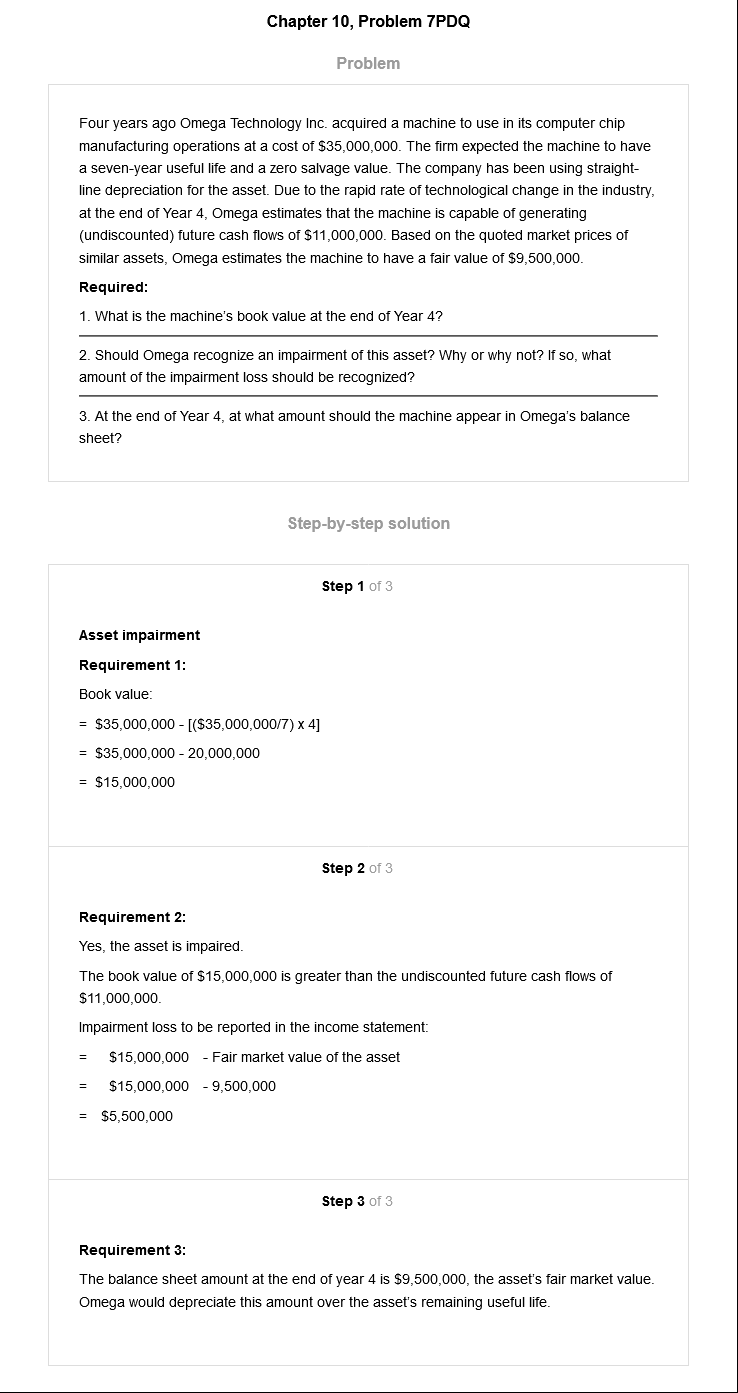 Chapter 10, Problem 7PDQ
Problem
Four years ago Omega Technology Inc. acquired a machine to use in its computer chip
manufacturing operations at a cost of $35,000,000. The firm expected the machine to have
a seven-year useful life and a zero salvage value. The company has been using straight-
line depreciation for the asset. Due to the rapid rate of technological change in the industry,
at the end of Year 4, Omega estimates that the machine is capable of generating
(undiscounted) future cash flows of $11,000,000. Based on the quoted market prices of
similar assets, Omega estimates the machine to have a fair value of $9,500,000.
Required:
1. What is the machine's book value at the end of Year 4?
2. Should Omega recognize an impairment of this asset? Why or why not? If so, what
amount of the impairment loss should be recognized?
3. At the end of Year 4, at what amount should the machine appear in Omega's balance
sheet?
Step-by-step solution
Step 1 of 3
Asset impairment
Requirement 1:
Book value:
= $35,000,000 - [($35,000,000/7) x 4]
= $35,000,000 - 20,000,000
= $15,000,000
Step 2 of 3
Requirement 2:
Yes, the asset is impaired.
The book value of $15,000,000 is greater than the undiscounted future cash flows of
$11,000,000.
Impairment loss to be reported in the income statement:
= $15,000,000 - Fair market value of the asset
= $15,000,000 - 9,500,000
= $5,500,000
Step 3 of 3
Requirement 3:
The balance sheet amount at the end of year 4 is $9,500,000, the asset's fair market value.
Omega would depreciate this amount over the asset's remaining useful life.